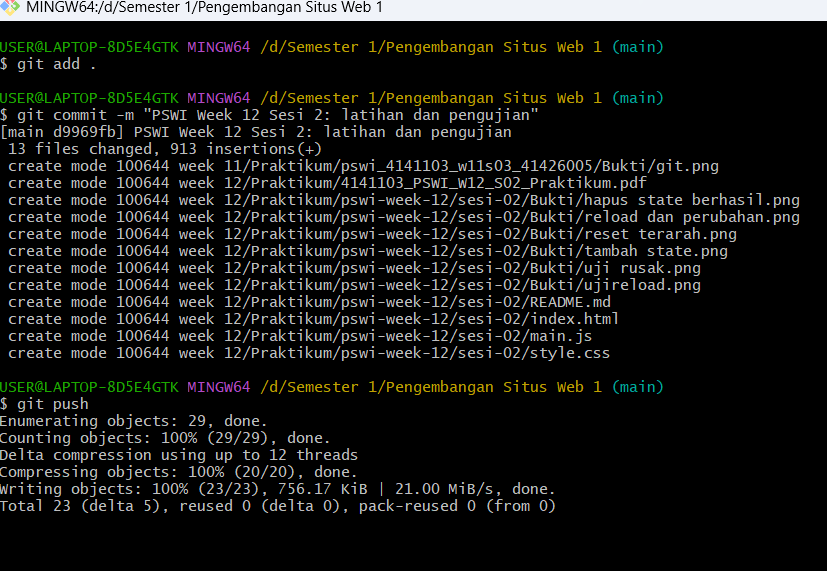 MINGW64:/d/Semester 1/Pengembangan Situs Web 1
USER@LAPTOP-8D5E4GTK MINGW64 /d/Semester 1/Pengembangan Situs Web 1 (main)
$ git add .
USER@LAPTOP-8D5E4GTK MINGW64 /d/Semester 1/Pengembangan Situs Web 1 (main)
$ git commit -m "PSWI Week 12 Sesi 2: latihan dan pengujian"
[main d9969fb] PSWI Week 12 Sesi 2: latihan dan pengujian
13 files changed, 913 insertions(+)
create mode 100644 week 11/Praktikum/pswi_4141103_w11s03_41426005/Bukti/git.png
create mode 100644 week 12/Praktikum/4141103_PSWI_W12_S02_Praktikum.pdf
create mode 100644 week 12/Praktikum/pswi-week-12/sesi-02/Bukti/hapus state berhasil.png
create mode 100644 week 12/Praktikum/pswi-week-12/sesi-02/Bukti/reload dan perubahan.png
create mode 100644 week 12/Praktikum/pswi-week-12/sesi-02/Bukti/reset terarah.png
create mode 100644 week 12/Praktikum/pswi-week-12/sesi-02/Bukti/tambah state.png
create mode 100644 week 12/Praktikum/pswi-week-12/sesi-02/Bukti/uji rusak.png
create mode 100644 week 12/Praktikum/pswi-week-12/sesi-02/Bukti/ujireload.png
create mode 100644 week 12/Praktikum/pswi-week-12/sesi-02/README.md
create mode 100644 week 12/Praktikum/pswi-week-12/sesi-02/index.html
create mode 100644 week 12/Praktikum/pswi-week-12/sesi-02/main.js
create mode 100644 week 12/Praktikum/pswi-week-12/sesi-02/style.css
USER@LAPTOP-8D5E4GTK MINGW64 /d/Semester 1/Pengembangan Situs Web 1 (main)
$ git push
Enumerating objects: 29, done.
Counting objects: 100% (29/29), done.
Delta compression using up to 12 threads
Compressing objects: 100% (20/20), done.
Writing objects: 100% (23/23), 756.17 KiB | 21.00 MiB/s, done.
Total 23 (delta 5), reused 0 (delta 0), pack-reused 0 (from 0)